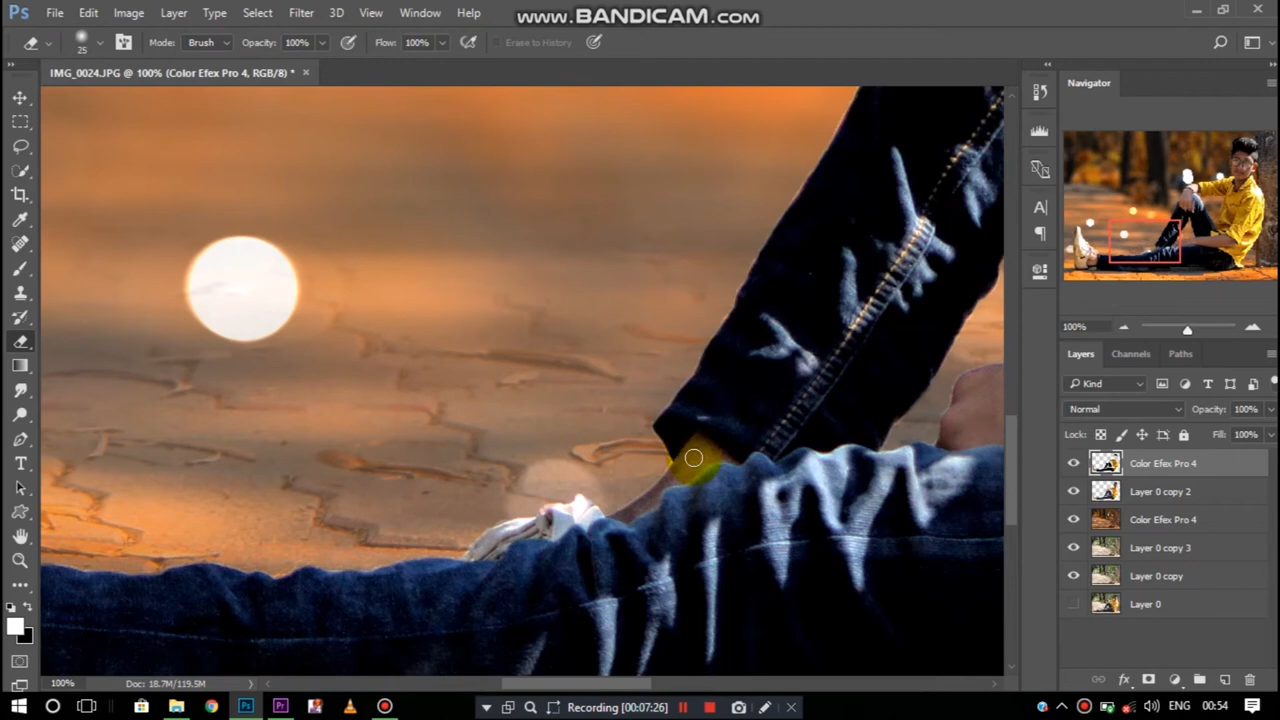 www.BANDICAM.com
Ps File Edit Image Layer Type Select Filter 3D View Window Help
25 Mode: Brush Opacity: 100% Flow: 100% Erase to History
IMG_0024.JPG @ 100% (Color Efex Pro 4, RGB/8) * ×
Navigator
100%
Layers Channels Paths
Kind
Normal Opacity: 100%
Lock: Fill: 100%
Color Efex Pro 4
Layer 0 copy 2
Color Efex Pro 4
Layer 0 copy 3
Layer 0 copy
Layer 0
100% Doc: 18.7M/119.5M
Recording [00:07:26]
ENG 00:54